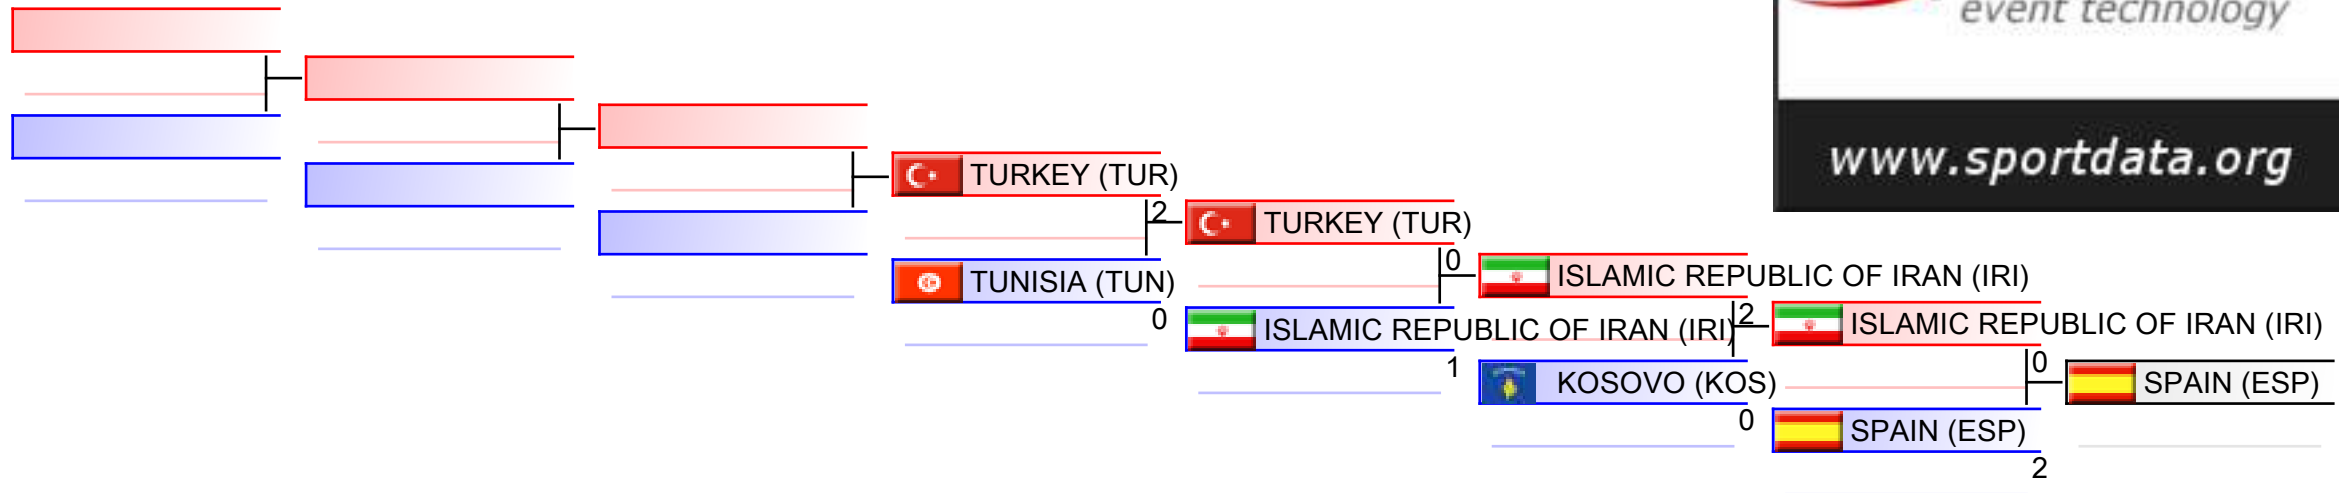 event technology
www.sportdata.org
TURKEY (TUR)
2
TUNISIA (TUN)
0
TURKEY (TUR)
0
ISLAMIC REPUBLIC OF IRAN (IRI)
1
ISLAMIC REPUBLIC OF IRAN (IRI)
2
KOSOVO (KOS)
0
ISLAMIC REPUBLIC OF IRAN (IRI)
0
SPAIN (ESP)
2
SPAIN (ESP)